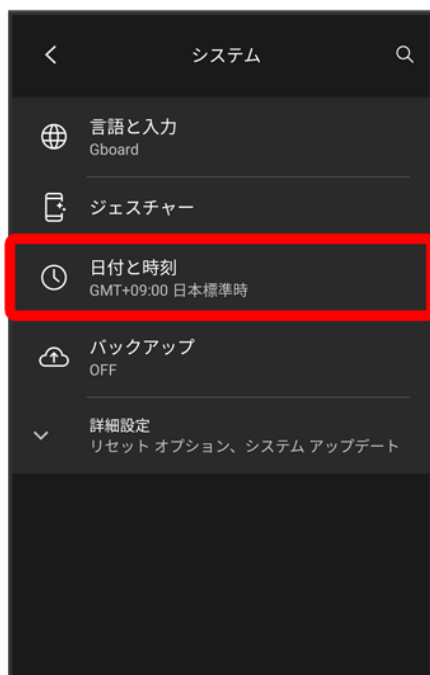 システム
言語と入力
Gboard
ジェスチャー
日付と時刻
GMT+09:00 日本標準時
バックアップ
OFF
詳細設定
リセット オプション、システム アップデート